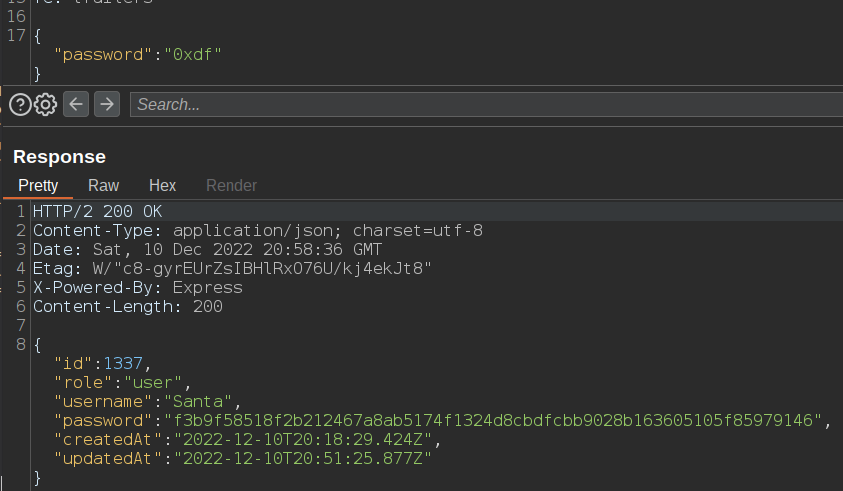 16
17 {
"password":"0xdf"
}
Search...
Response
Pretty Raw Hex Render
1 HTTP/2 200 OK
2 Content-Type: application/json; charset=utf-8
3 Date: Sat, 10 Dec 2022 20:58:36 GMT
4 Etag: W/"c8-gyrEUrZsIBHlRxO76U/kj4ekJt8"
5 X-Powered-By: Express
6 Content-Length: 200
7
8 {
"id":1337,
"role":"user",
"username":"Santa",
"password":"f3b9f58518f2b212467a8ab5174f1324d8cbdfcbb9028b163605105f85979146",
"createdAt":"2022-12-10T20:18:29.424Z",
"updatedAt":"2022-12-10T20:51:25.877Z"
}